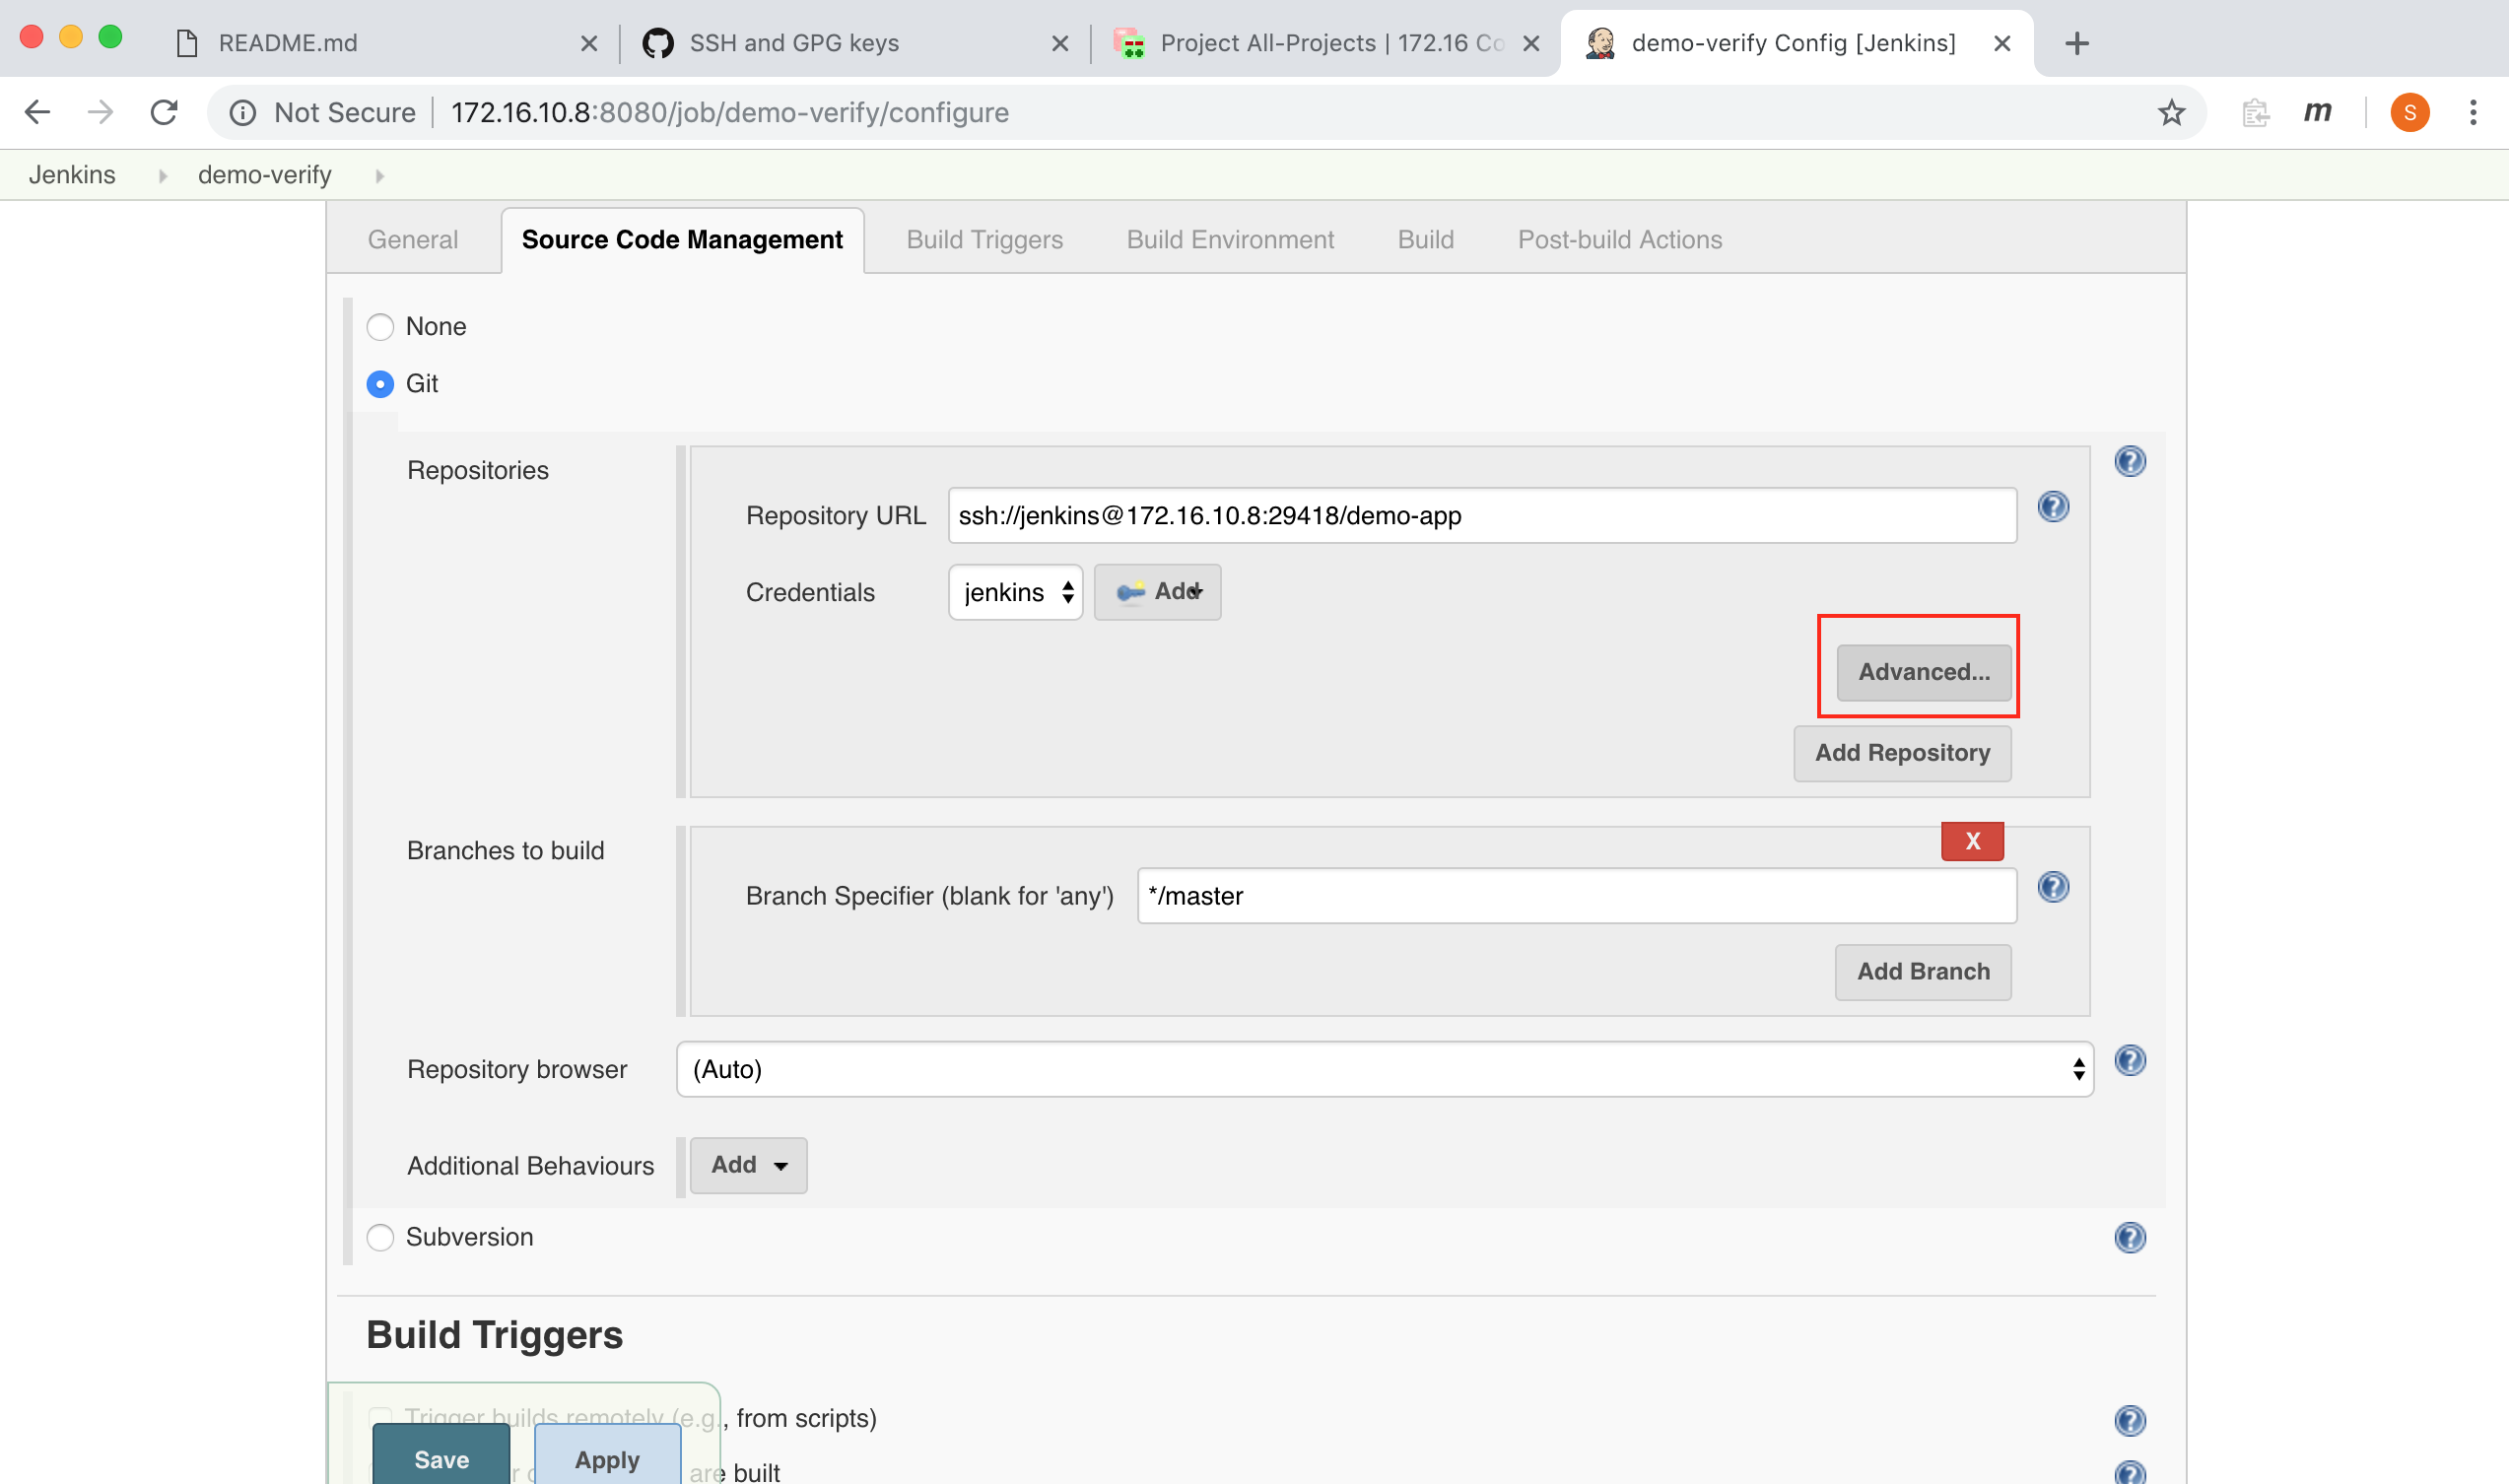 README.md
SSH and GPG keys
Project All-Projects | 172.16 Co
demo-verify Config [Jenkins]
Not Secure
172.16.10.8:8080/job/demo-verify/configure
m
S
Jenkins
demo-verify
General
Source Code Management
Build Triggers
Build Environment
Build
Post-build Actions
None
Git
Repositories
Repository URL
ssh://jenkins@172.16.10.8:29418/demo-app
Credentials
jenkins
Add
Advanced...
Add Repository
Branches to build
X
Branch Specifier (blank for 'any')
*/master
Add Branch
Repository browser
(Auto)
Additional Behaviours
Add
Subversion
Build Triggers
Trigger builds remotely (e.g., from scripts)
Save
Apply
are built